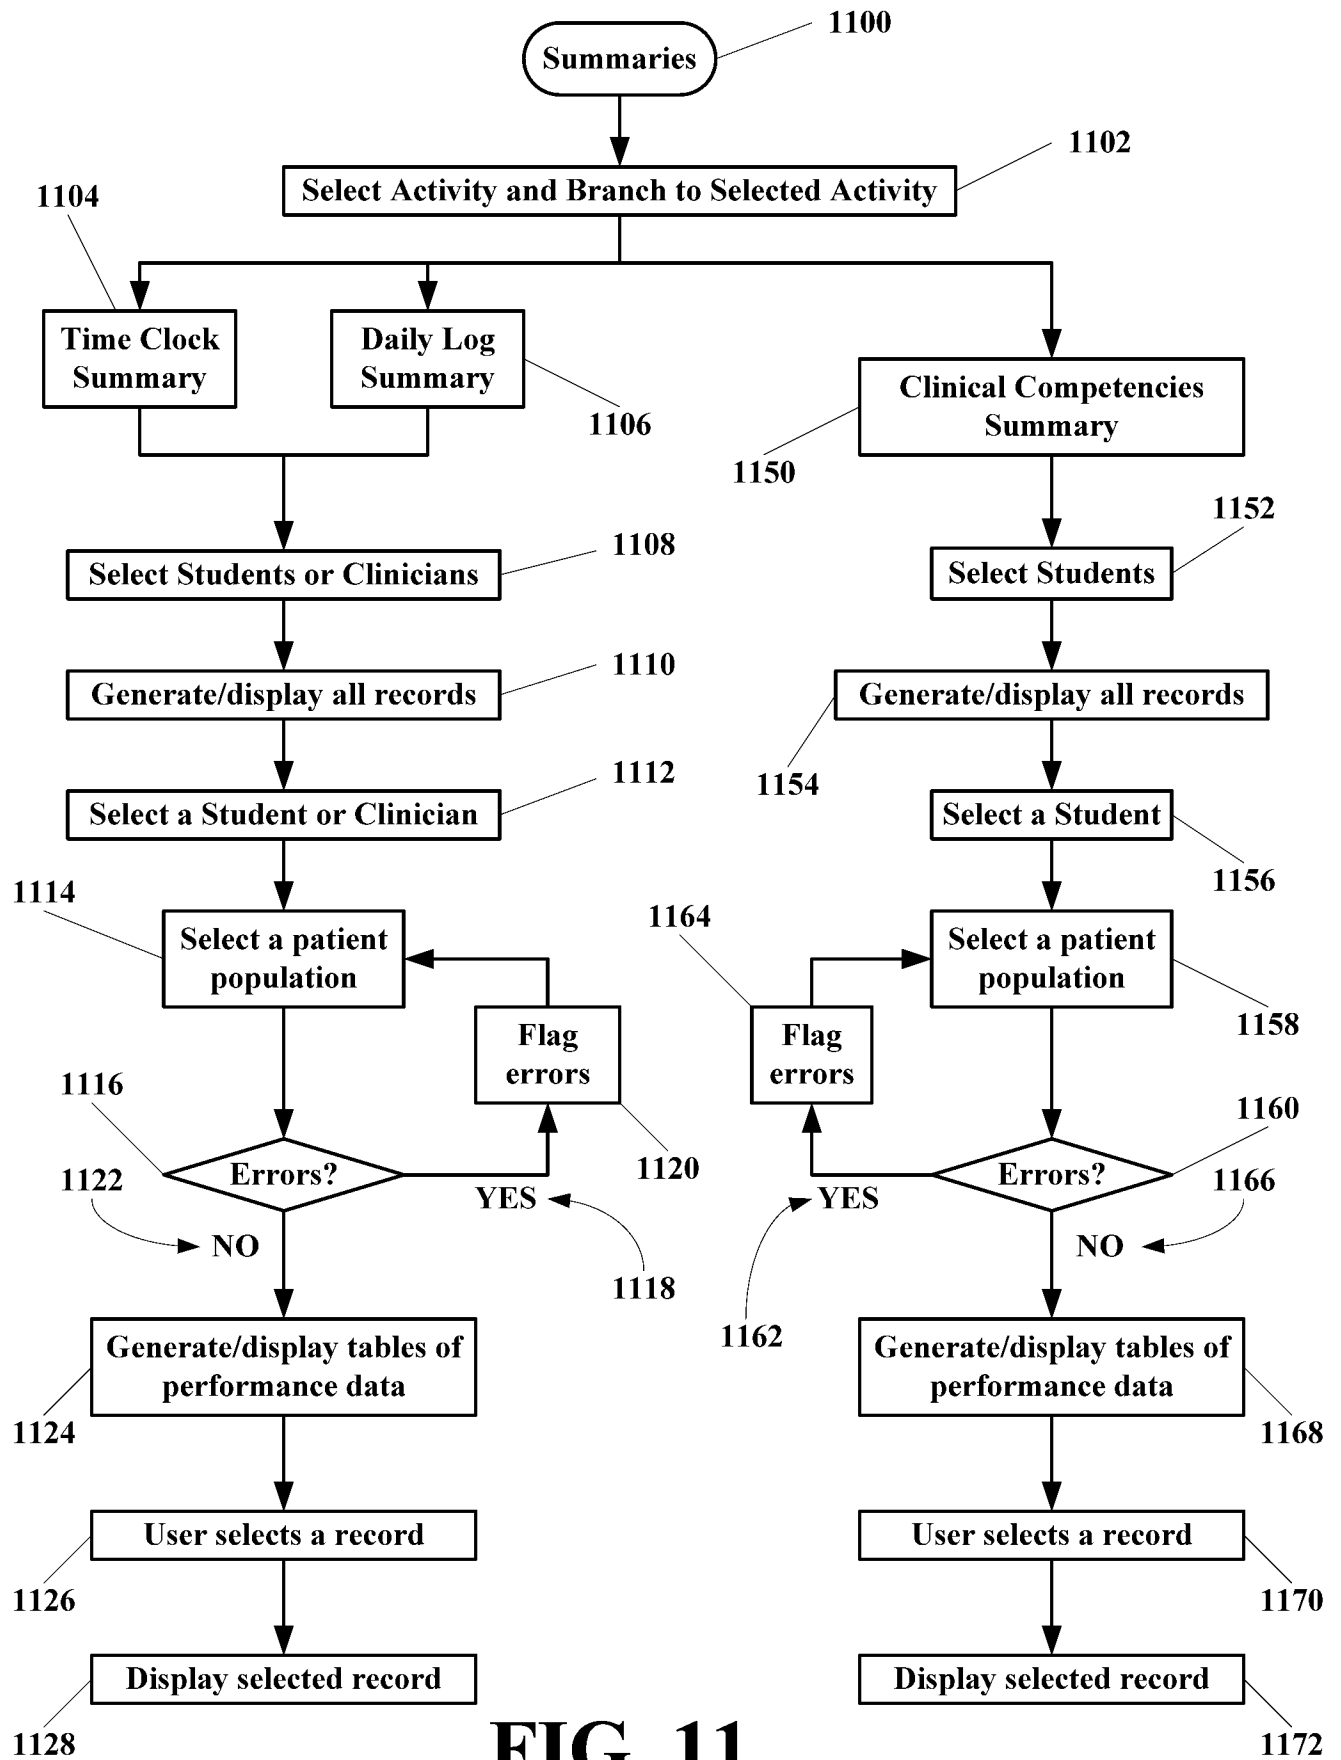 1100
Summaries
1102
Select Activity and Branch to Selected Activity
1104
Time Clock
Summary
Daily Log
Summary
1106
Clinical Competencies
Summary
1150
1108
Select Students or Clinicians
1152
Select Students
1110
Generate/display all records
Generate/display all records
1154
1112
Select a Student or Clinician
Select a Student
1156
1114
Select a patient
population
1164
Select a patient
population
1158
Flag
errors
Flag
errors
1116
Errors?
1120
1160
Errors?
1122
NO
YES
1118
YES
1162
1166
NO
Generate/display tables of
performance data
1124
Generate/display tables of
performance data
1168
User selects a record
1126
User selects a record
1170
Display selected record
1128
Display selected record
1172
FIG. 11